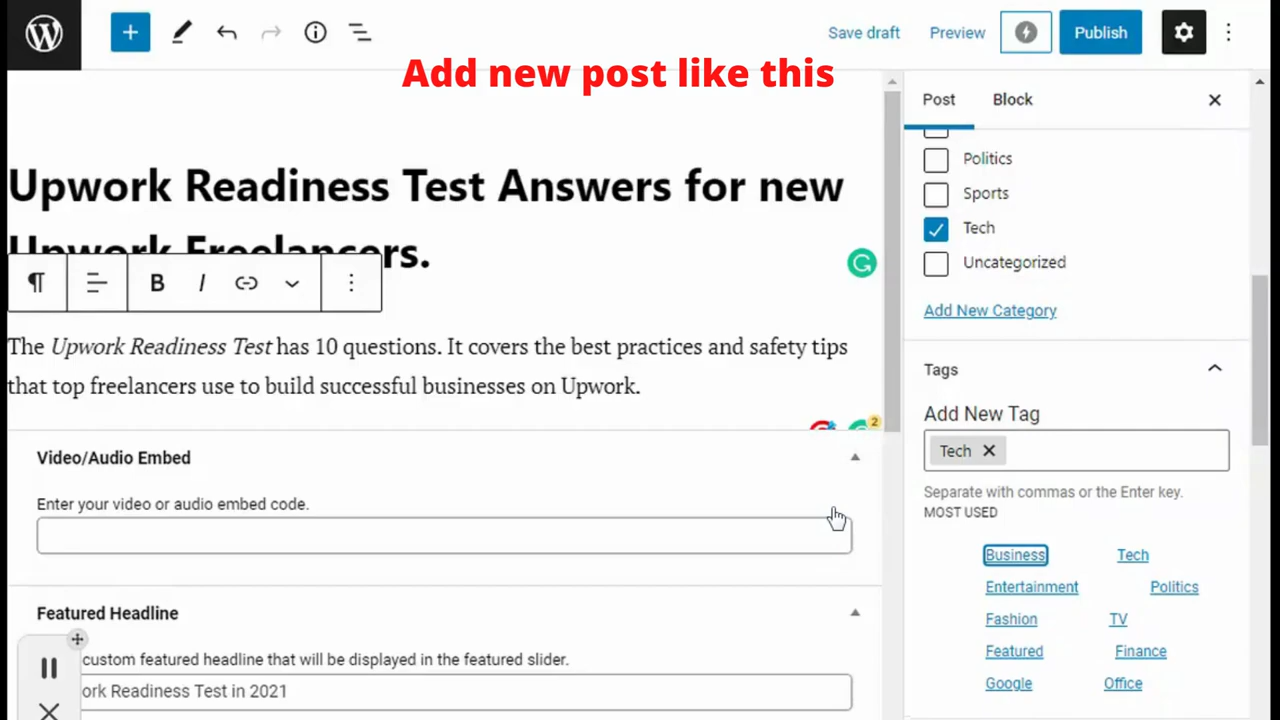 Save draft
Preview
Publish
Add new post like this
Post
Block
Upwork Readiness Test Answers for new
Upwork Freelancers.
B I
The Upwork Readiness Test has 10 questions. It covers the best practices and safety tips
that top freelancers use to build successful businesses on Upwork.
2
Video/Audio Embed
Enter your video or audio embed code.
Featured Headline
custom featured headline that will be displayed in the featured slider.
ork Readiness Test in 2021
Politics
Sports
Tech
Uncategorized
Add New Category
Tags
Add New Tag
Tech
Separate with commas or the Enter key.
MOST USED
Business Tech
Entertainment Politics
Fashion TV
Featured Finance
Google Office